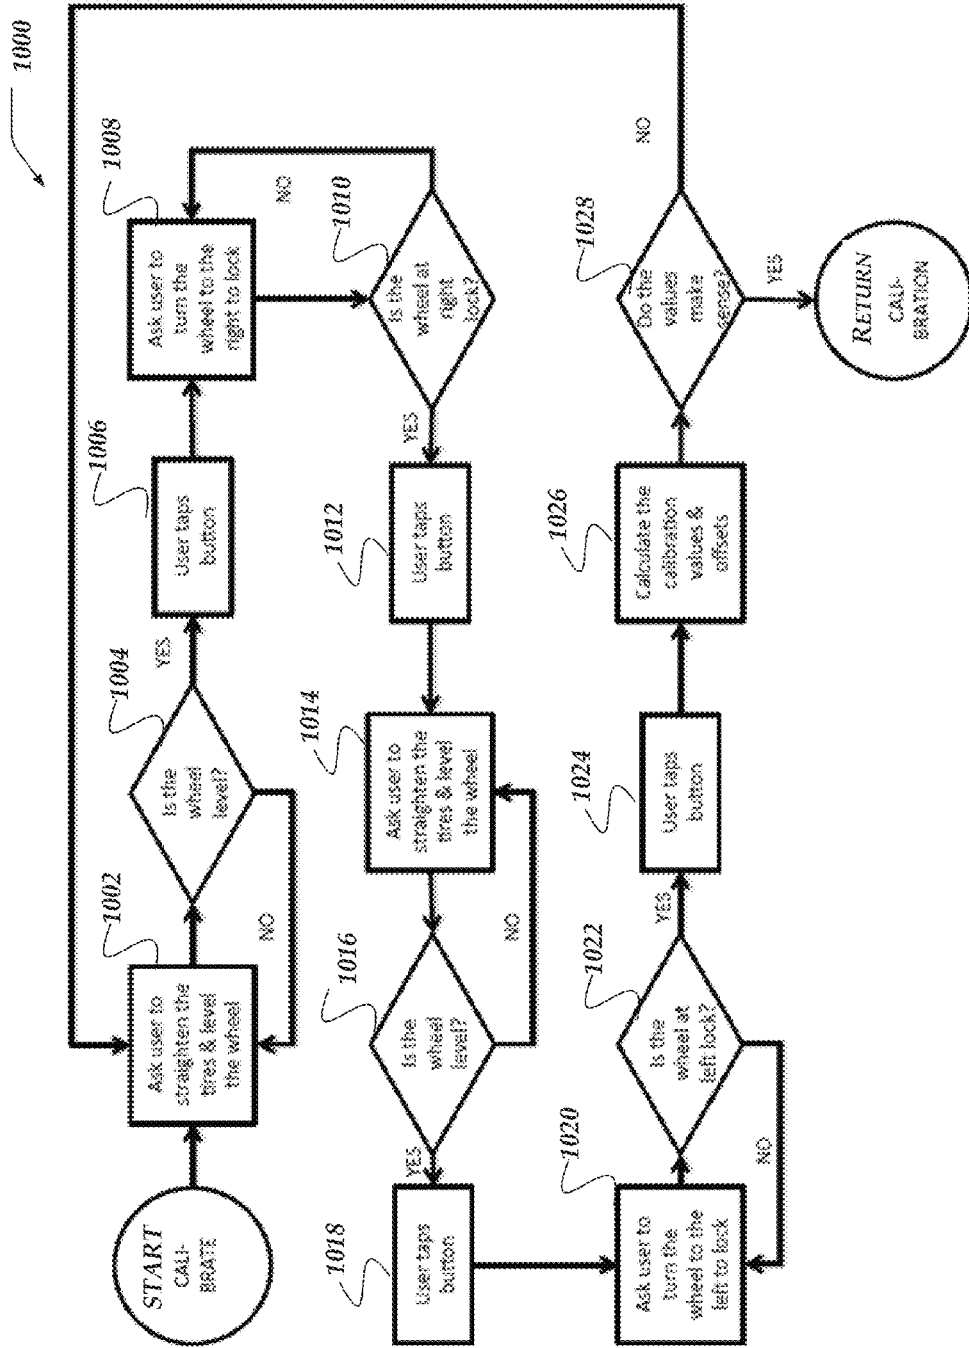 1000
START
CALI-
BRATE
1002
Ask user to
straighten the
tires & level
the wheel
1004
Is the
wheel
level?
YES
NO
1006
User taps
button
1008
Ask user to
turn the
wheel to the
right to lock
NO
1010
Is the
wheel at
right
lock?
YES
1012
User taps
button
1014
Ask user to
straighten the
tires & level
the wheel
1016
Is the
wheel
level?
NO
YES
1018
User taps
button
1020
Ask user to
turn the
wheel to the
left to lock
1022
Is the
wheel at
left lock?
NO
YES
1024
User taps
button
1026
Calculate the
calibration
values &
offsets
1028
Do the
values
make
sense?
NO
YES
RETURN
CALI-
BRATION